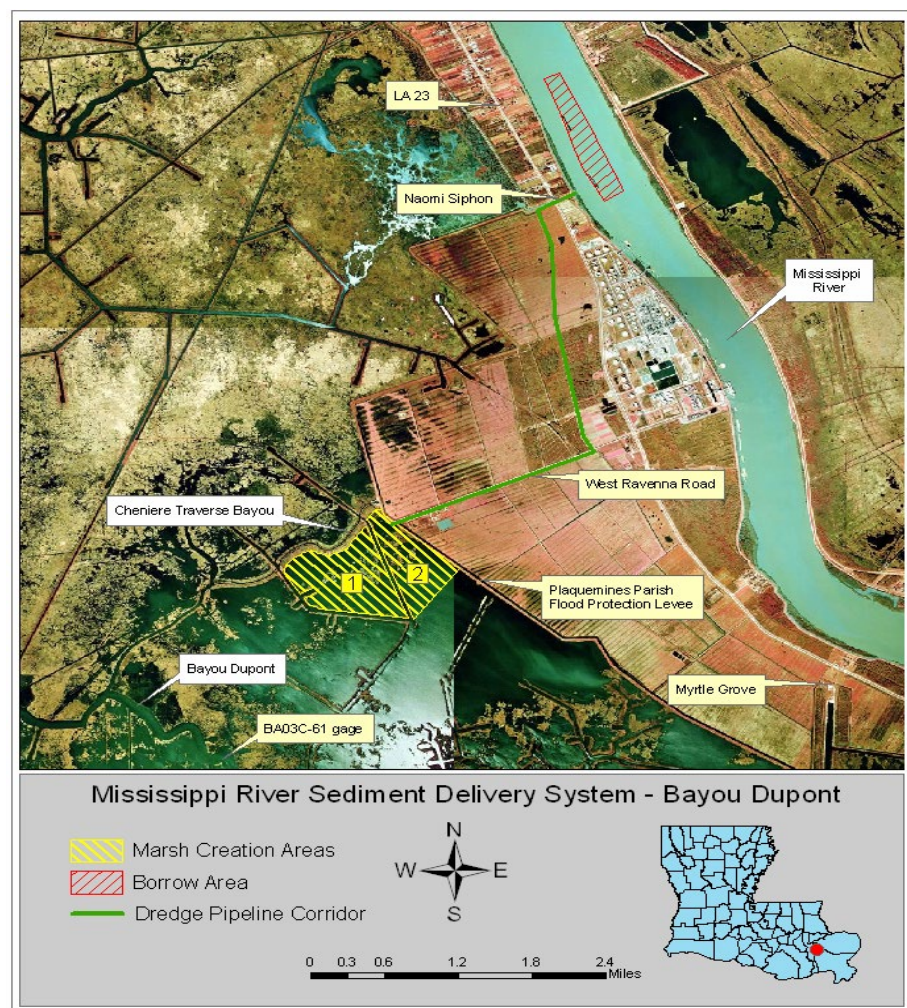 LA 23
Naomi Siphon
Mississippi
River
West Ravenna Road
Cheniere Traverse Bayou
1
2
Plaquemines Parish
Flood Protection Levee
Bayou Dupont
Myrtle Grove
BA03C-61 gage
Mississippi River Sediment Delivery System - Bayou Dupont
Marsh Creation Areas
Borrow Area
Dredge Pipeline Corridor
N
W E
S
0 0.3 0.6 1.2 1.8 2.4
Miles